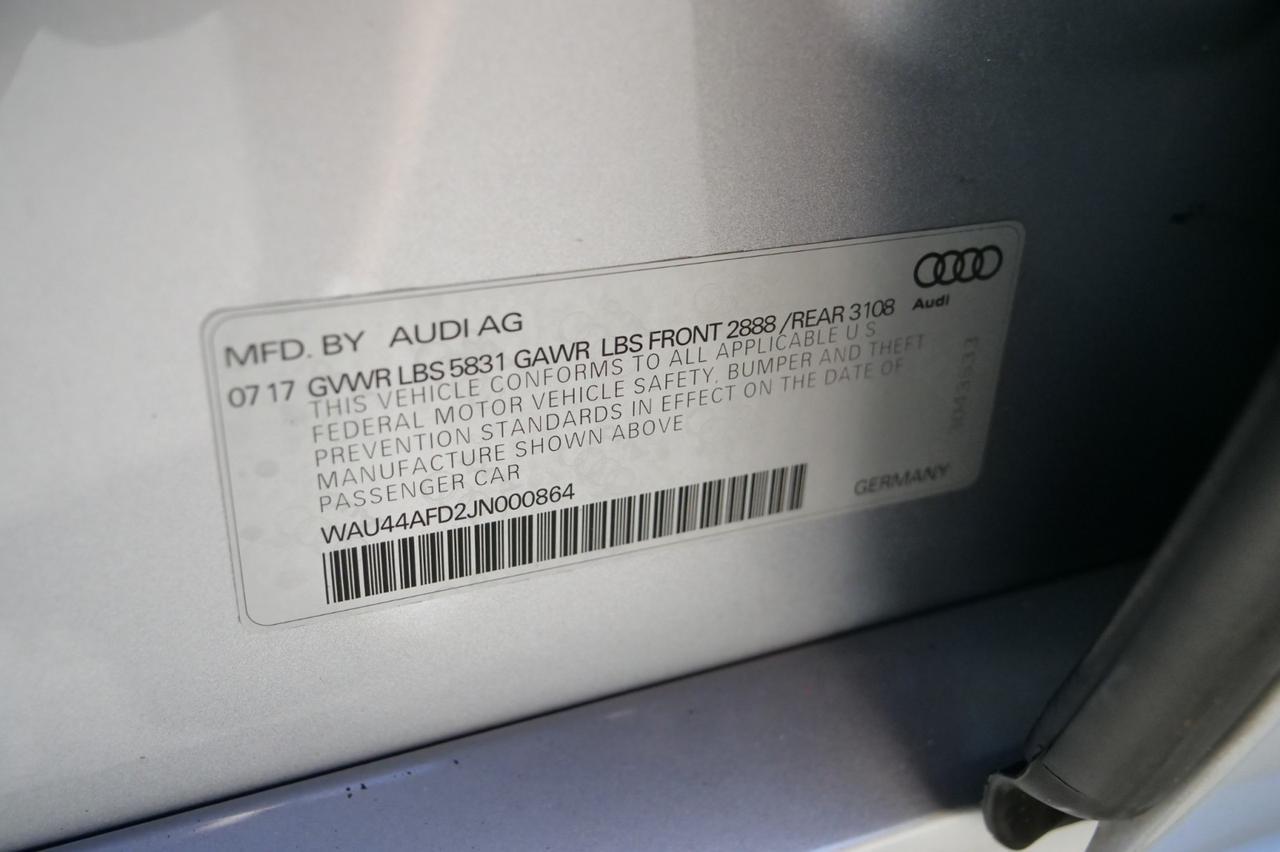 MFD. BY AUDI AG
Audi
07 17 GVWR LBS 5831 GAWR LBS FRONT 2888 /REAR 3108
THIS VEHICLE CONFORMS TO ALL APPLICABLE U S
FEDERAL MOTOR VEHICLE SAFETY, BUMPER AND THEFT
PREVENTION STANDARDS IN EFFECT ON THE DATE OF
MANUFACTURE SHOWN ABOVE
PASSENGER CAR
WAU44AFD2JN000864
GERMANY